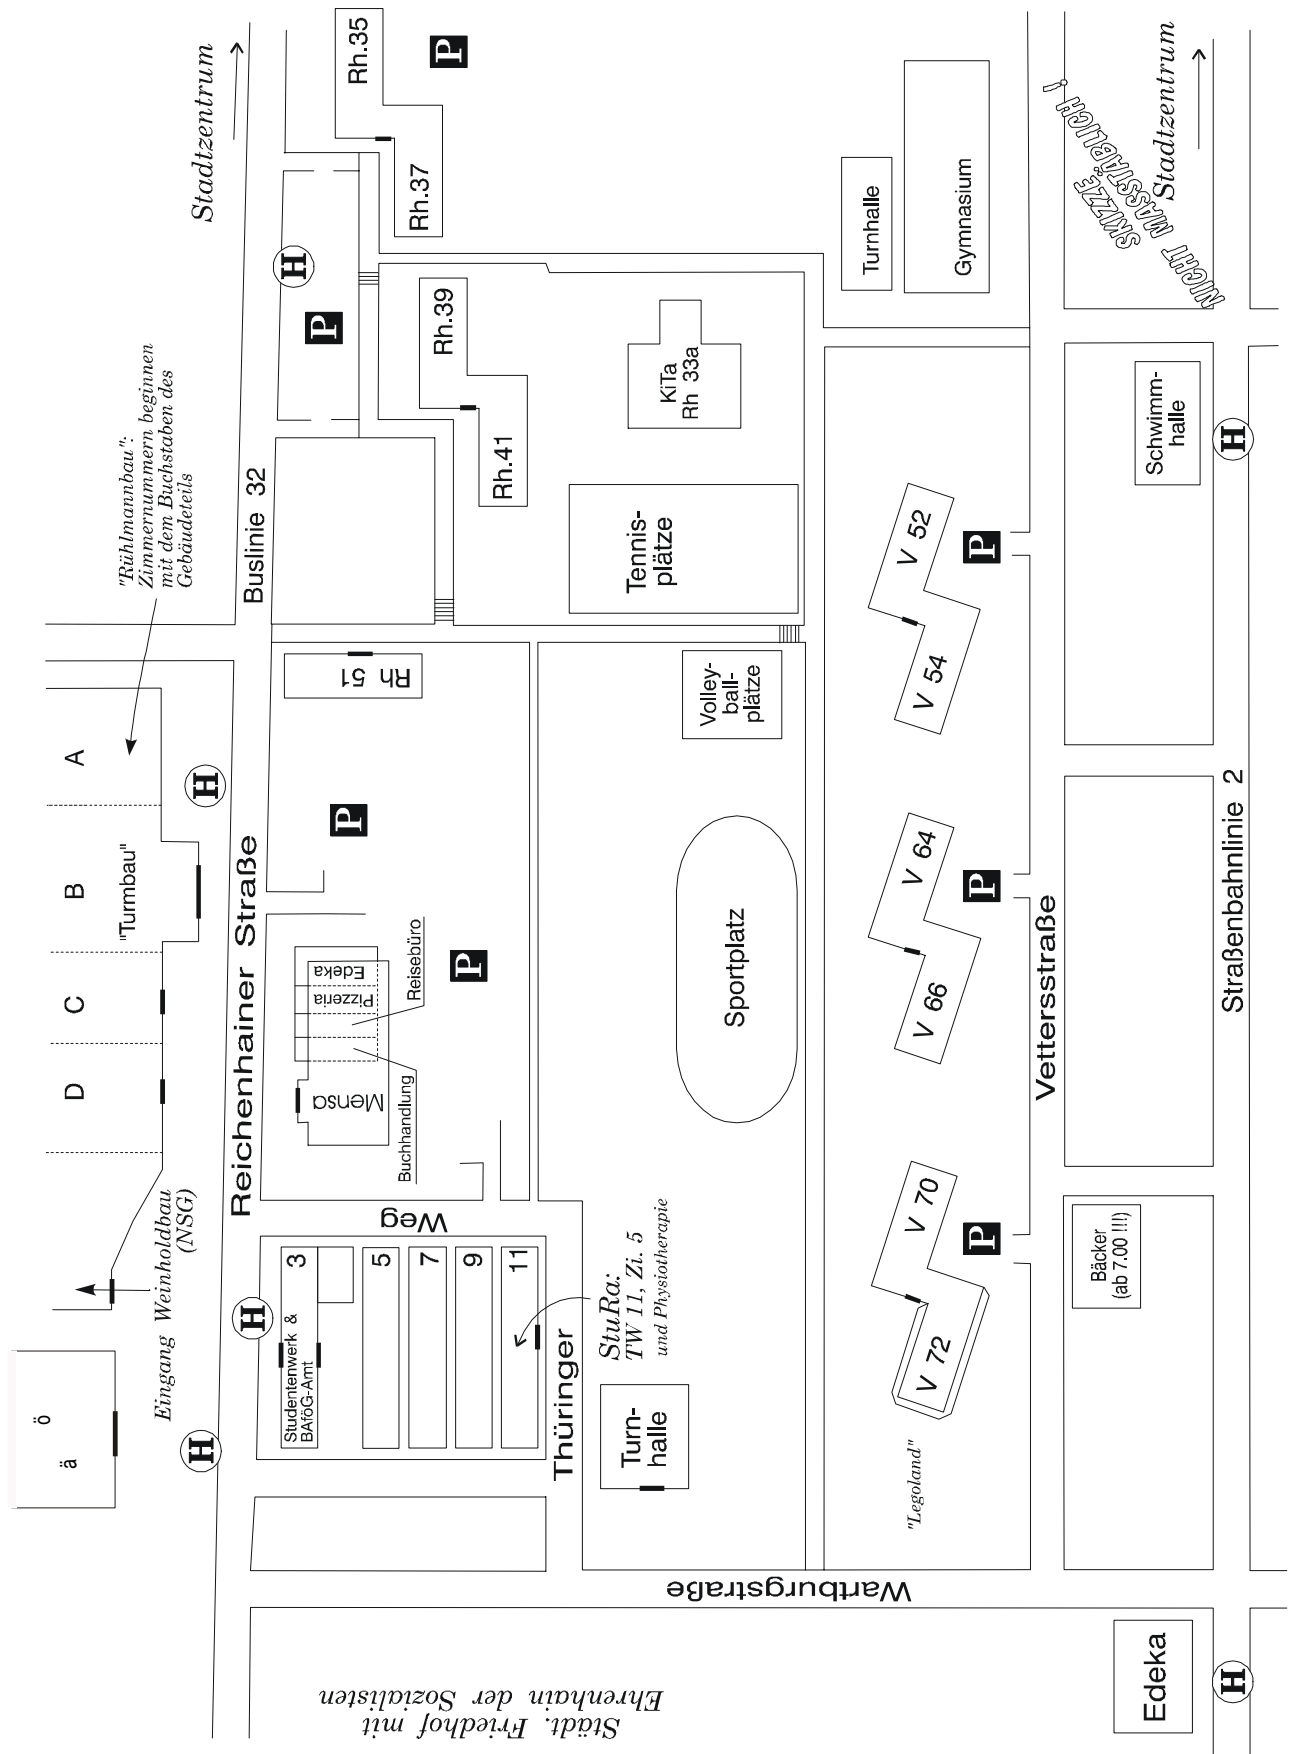 Stadtzentrum
Rh.35
P
Rh.37
H
P
"Rühlmannbau":
Zimmernummern beginnen
mit dem Buchstaben des
Gebäudeteils
Buslinie 32
Rh.39
Rh.41
KiTa
Rh 33a
Turnhalle
Gymnasium
SKIZZE
NICHT MASSTÄBLICH !
Stadtzentrum
Schwimm-
halle
H
Tennis-
plätze
V 52
V 54
P
A
B
C
D
"Turmbau"
H
Reichenhainer Straße
Rh 51
P
Volley-
ball-
plätze
Edeka
Pizzeria
Reisebüro
Buchhandlung
Mensa
P
Sportplatz
V 64
V 66
P
Vettersstraße
Straßenbahnlinie 2
Eingang Weinholdbau
(NSG)
Weg
H
3
Studentenwerk &
BAföG-Amt
5
7
9
11
StuRa:
TW 11, Zi. 5
und Physiotherapie
Thüringer
Turn-
halle
V 70
V 72
P
"Legoland"
Bäcker
(ab 7.00 !!!)
ä ö
H
Wartburgstraße
Städt. Friedhof mit
Ehrenhain der Sozialisten
Edeka
H